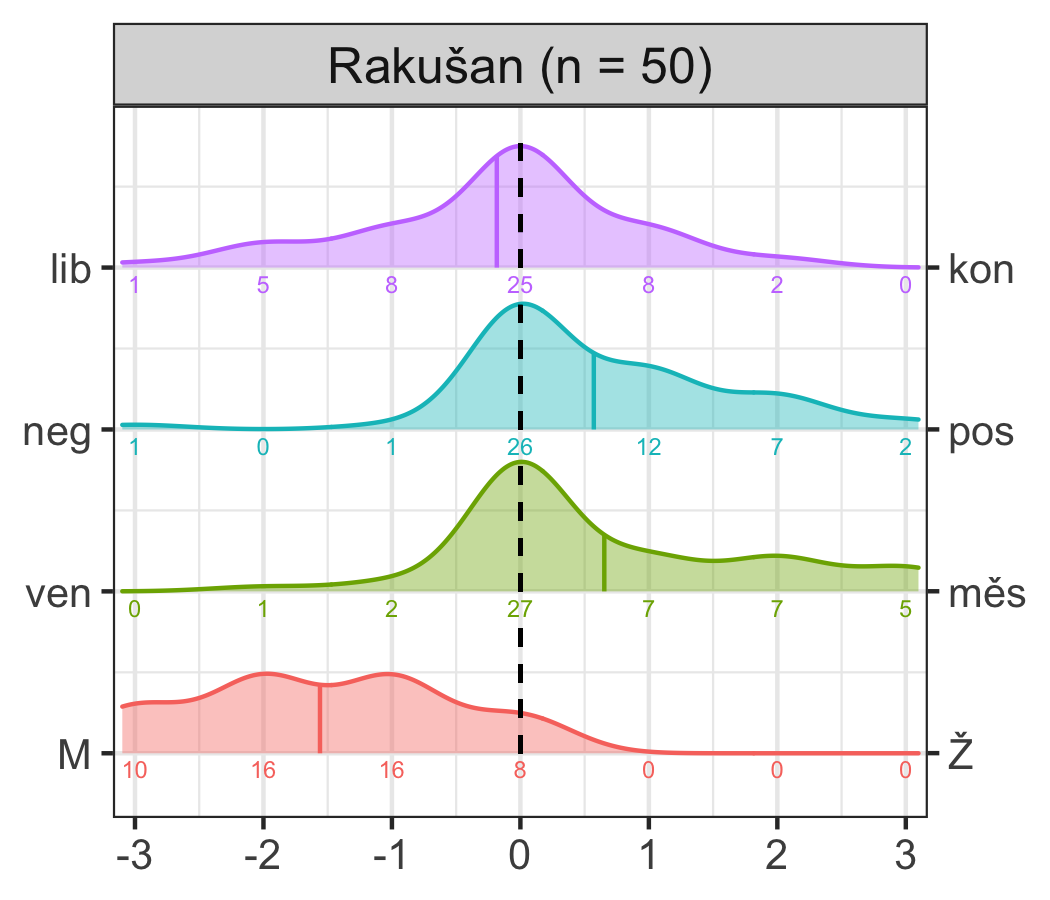 Rakušan (n = 50)
lib kon
1 5 8 25 8 2 0
neg pos
1 0 1 26 12 7 2
ven měs
0 1 2 27 7 7 5
M Ž
10 16 16 8 0 0 0
-3 -2 -1 0 1 2 3